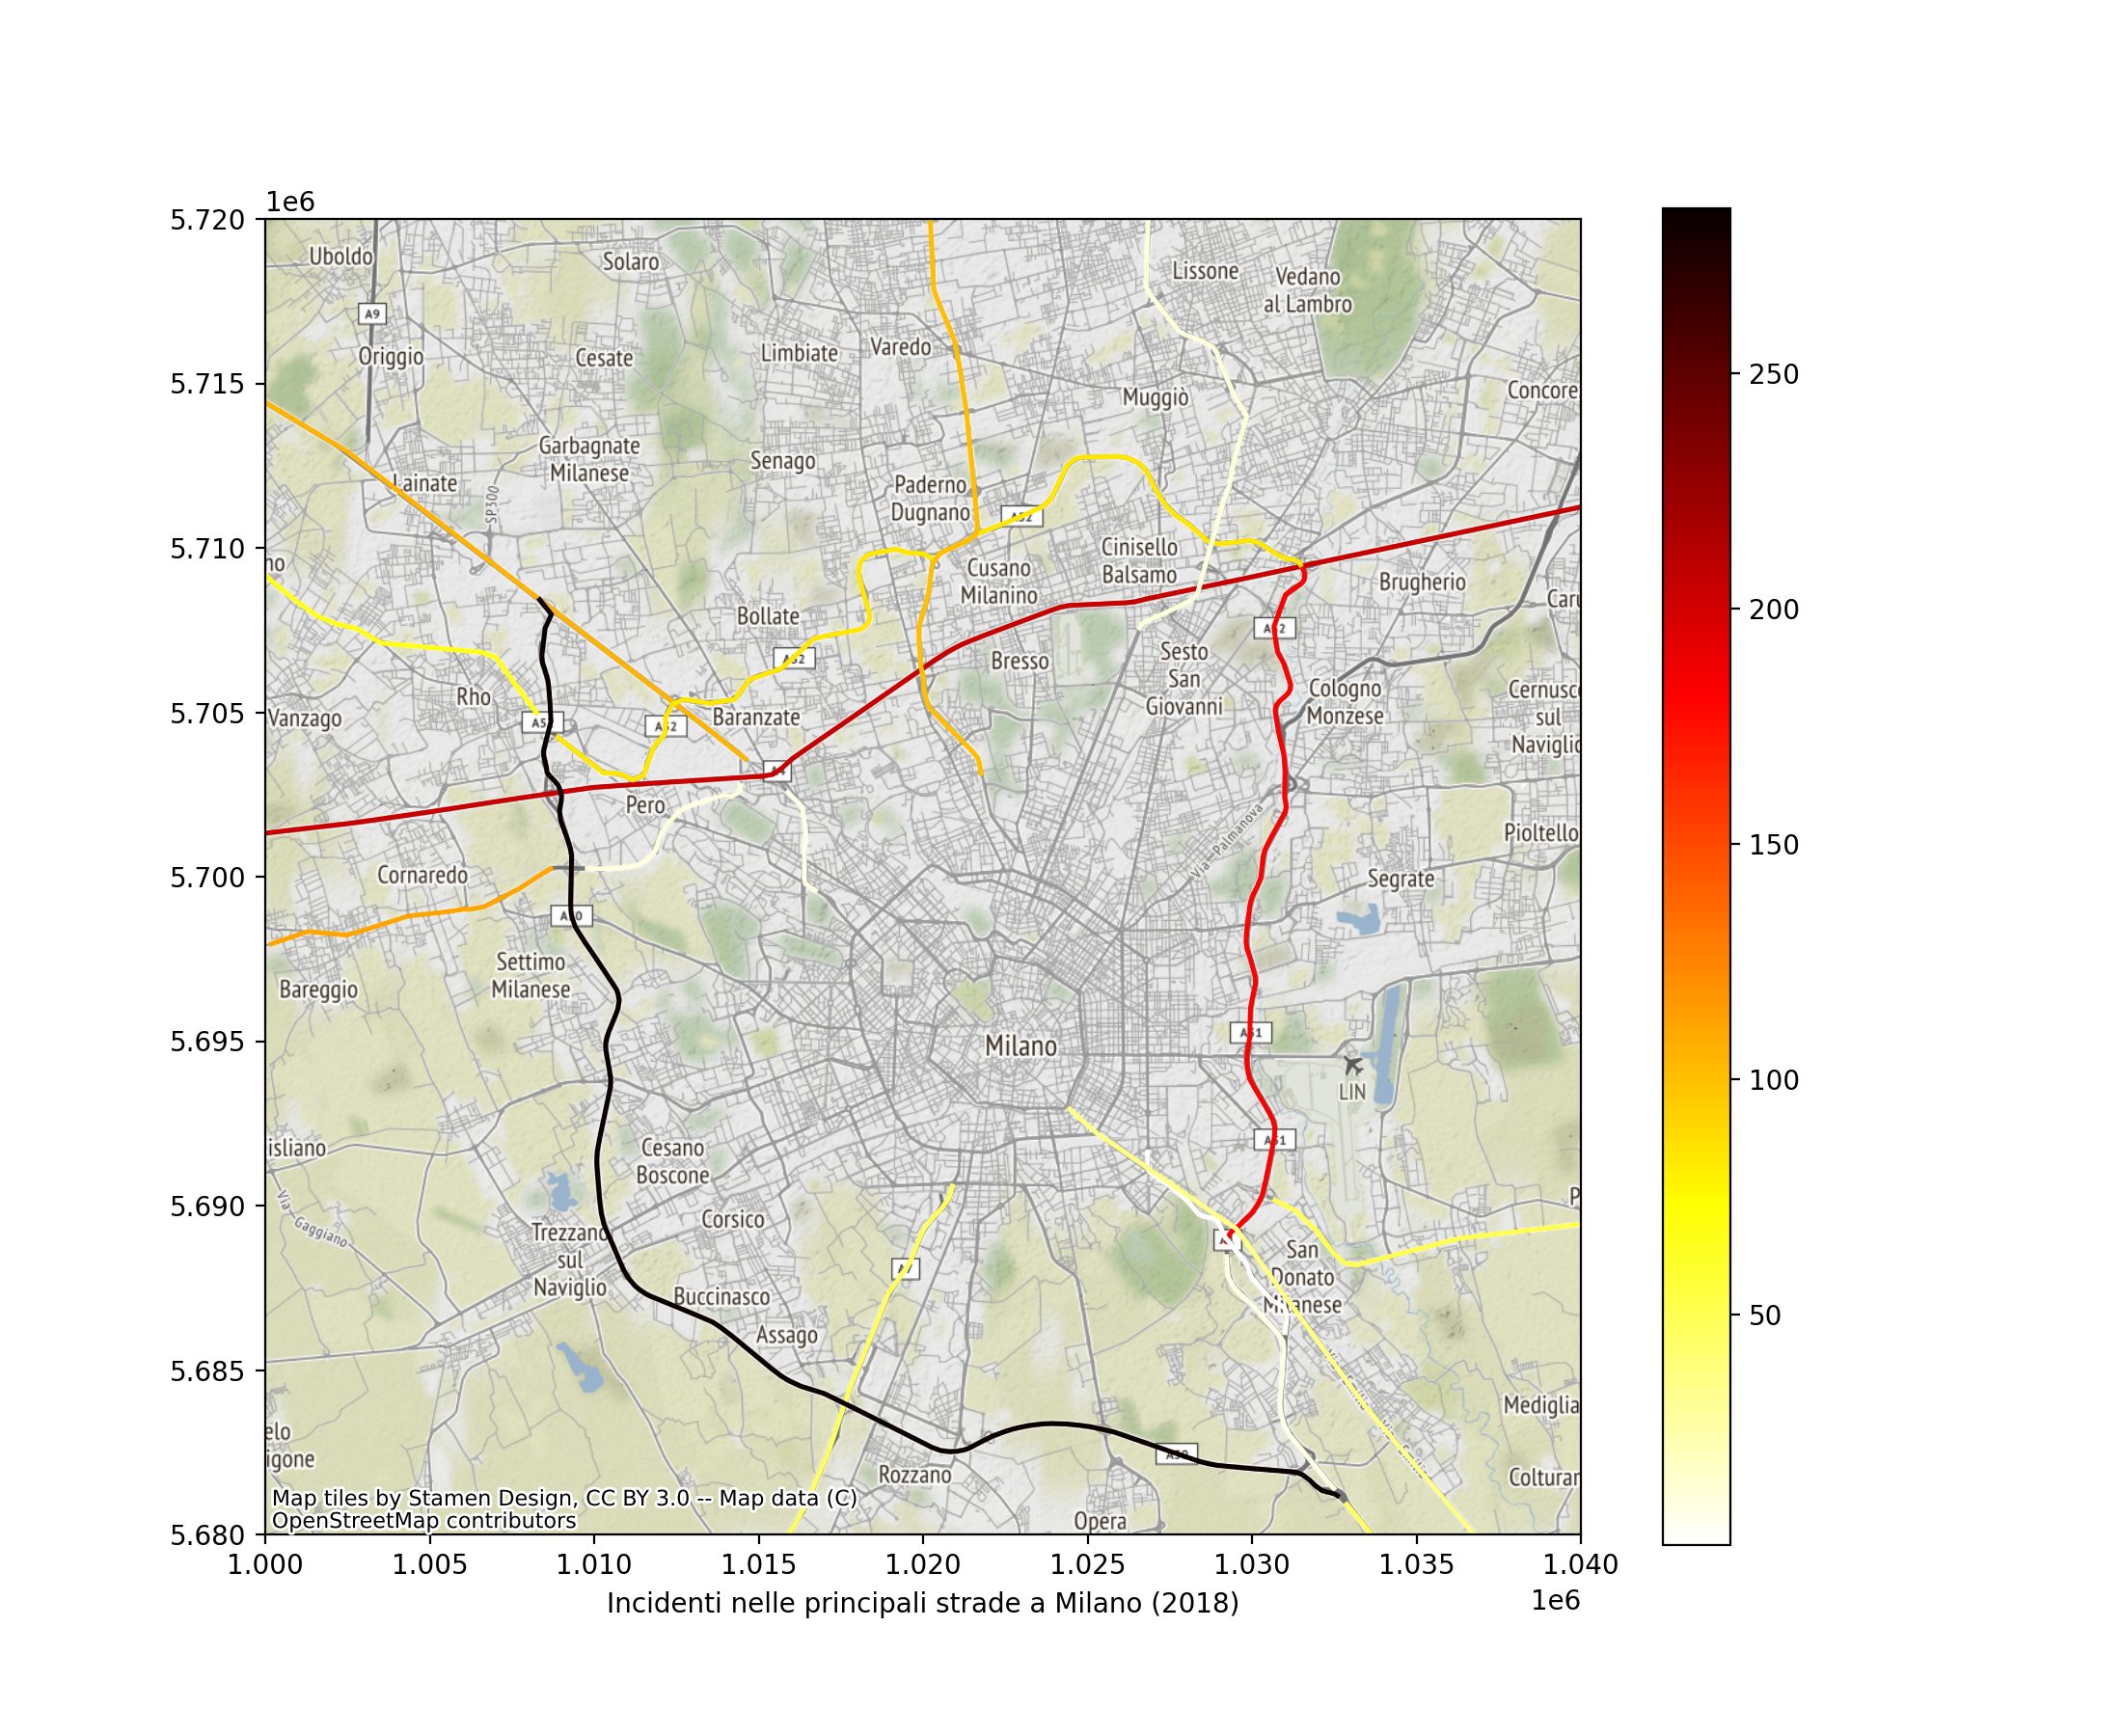 1e6
5.720
5.715
5.710
5.705
5.700
5.695
5.690
5.685
5.680
Uboldo
Solaro
Lissone
Vedano
al Lambro
A9
Origgio
Cesate
Limbiate
Varedo
Muggiò
Concore
Garbagnate
Milanese
Lainate
SP300
Senago
Paderno
Dugnano
A52
Cinisello
Balsamo
Cusano
Milanino
Brugherio
no
Bollate
Caru
A52
A52
Bresso
Sesto
San
Giovanni
Rho
Cologno
Monzese
Cernusco
sul
Naviglio
Vanzago
A5
A52
Baranzate
A4
Pero
Via Palmanova
Pioltello
Cornaredo
Segrate
A50
Settimo
Milanese
Bareggio
Milano
A51
LIN
isliano
Cesano
Boscone
A51
Via Gaggiano
P
Corsico
Trezzano
sul
Naviglio
San
Donato
Milanese
A7
Buccinasco
Assago
Mediglia
elo
igone
A50
Rozzano
Colturan
Opera
Map tiles by Stamen Design, CC BY 3.0 -- Map data (C)
OpenStreetMap contributors
1.000 1.005 1.010 1.015 1.020 1.025 1.030 1.035 1.040
1e6
Incidenti nelle principali strade a Milano (2018)
250
200
150
100
50